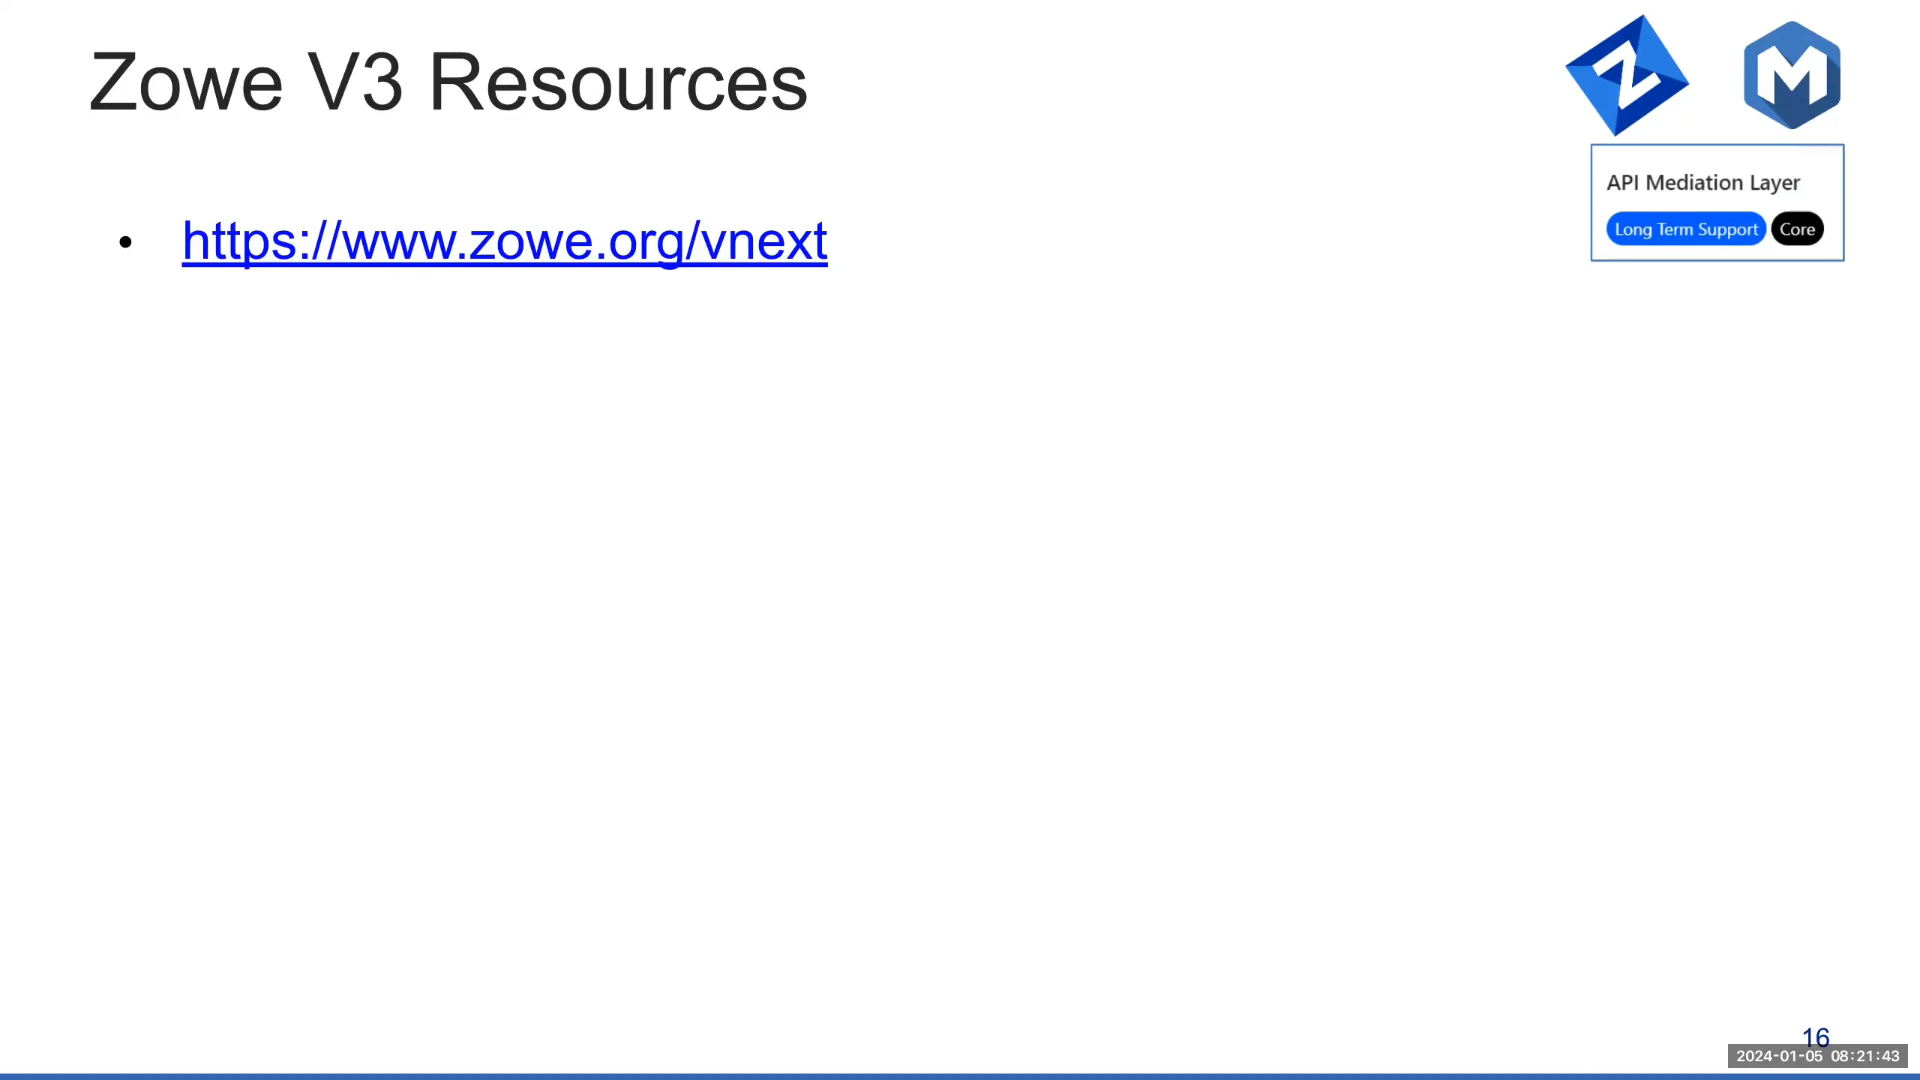 Zowe V3 Resources
Z
M
API Mediation Layer
Long Term Support Core
• https://www.zowe.org/vnext
16
2024-01-05 08:21:43